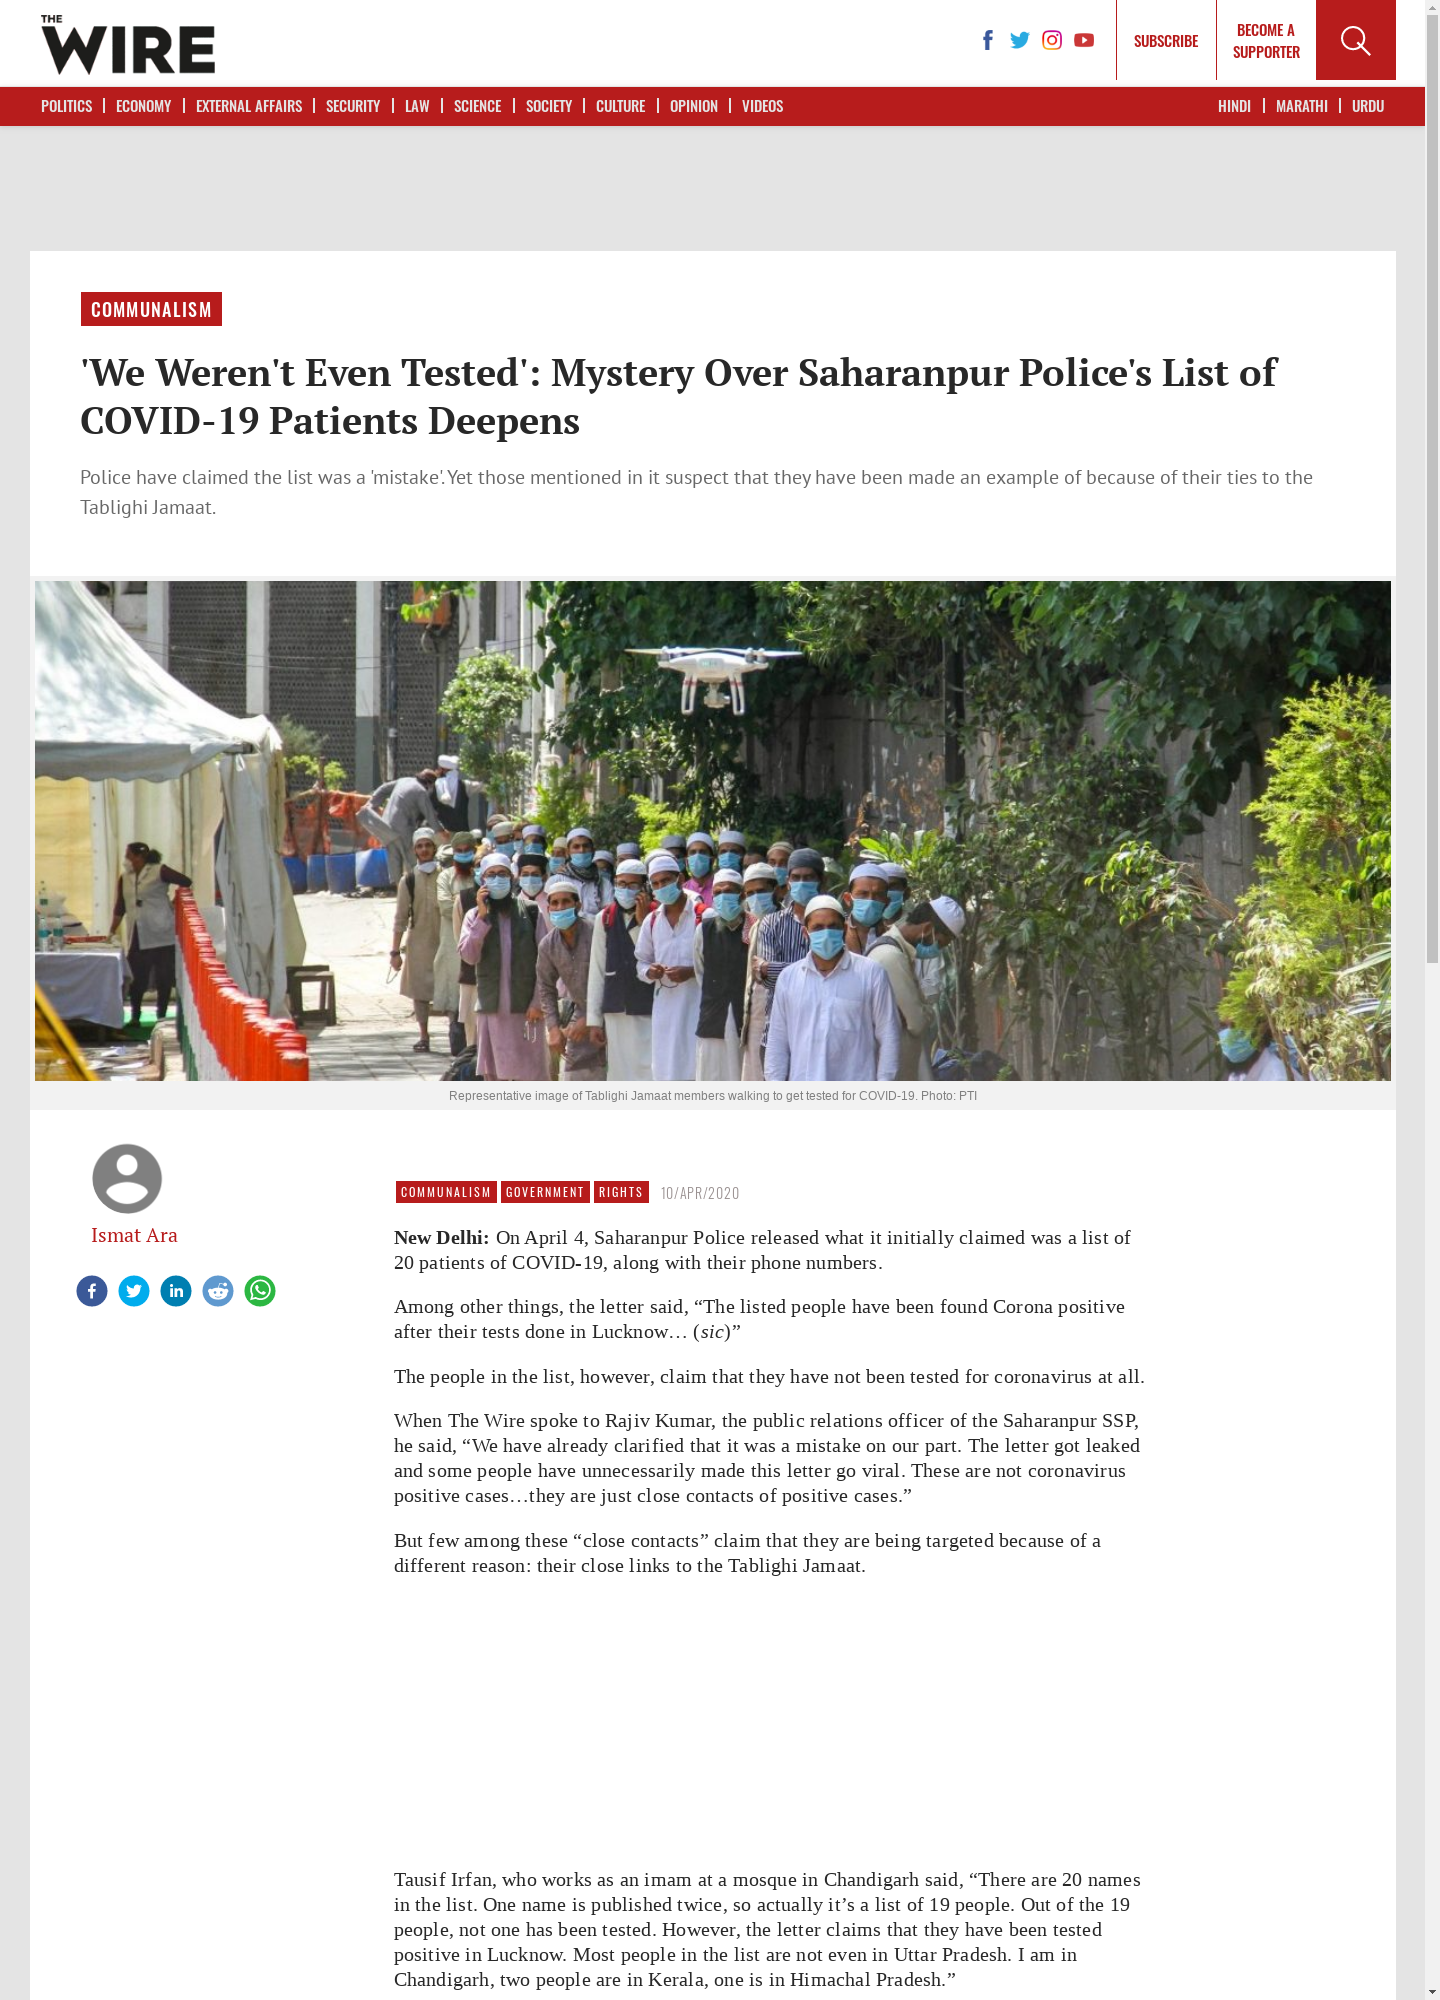 THE
WIRE
SUBSCRIBE
BECOME A
SUPPORTER
POLITICS ECONOMY EXTERNAL AFFAIRS SECURITY LAW SCIENCE SOCIETY CULTURE OPINION VIDEOS HINDI MARATHI URDU
COMMUNALISM
'We Weren't Even Tested': Mystery Over Saharanpur Police's List of
COVID-19 Patients Deepens
Police have claimed the list was a 'mistake'. Yet those mentioned in it suspect that they have been made an example of because of their ties to the
Tablighi Jamaat.
Representative image of Tablighi Jamaat members walking to get tested for COVID-19. Photo: PTI
Ismat Ara
COMMUNALISM GOVERNMENT RIGHTS 10/APR/2020
New Delhi: On April 4, Saharanpur Police released what it initially claimed was a list of
20 patients of COVID-19, along with their phone numbers.
Among other things, the letter said, “The listed people have been found Corona positive
after their tests done in Lucknow… (sic)”
The people in the list, however, claim that they have not been tested for coronavirus at all.
When The Wire spoke to Rajiv Kumar, the public relations officer of the Saharanpur SSP,
he said, “We have already clarified that it was a mistake on our part. The letter got leaked
and some people have unnecessarily made this letter go viral. These are not coronavirus
positive cases…they are just close contacts of positive cases.”
But few among these “close contacts” claim that they are being targeted because of a
different reason: their close links to the Tablighi Jamaat.
Tausif Irfan, who works as an imam at a mosque in Chandigarh said, “There are 20 names
in the list. One name is published twice, so actually it’s a list of 19 people. Out of the 19
people, not one has been tested. However, the letter claims that they have been tested
positive in Lucknow. Most people in the list are not even in Uttar Pradesh. I am in
Chandigarh, two people are in Kerala, one is in Himachal Pradesh.”